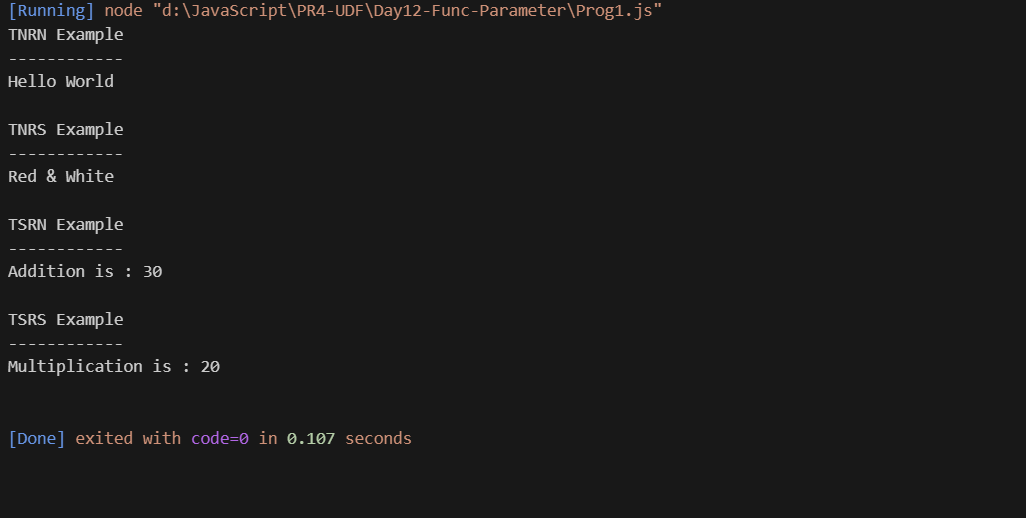 [Running] node "d:\JavaScript\PR4-UDF\Day12-Func-Parameter\Prog1.js"
TNRN Example
------------
Hello World
TNRS Example
------------
Red & White
TSRN Example
------------
Addition is : 30
TSRS Example
------------
Multiplication is : 20
[Done] exited with code=0 in 0.107 seconds